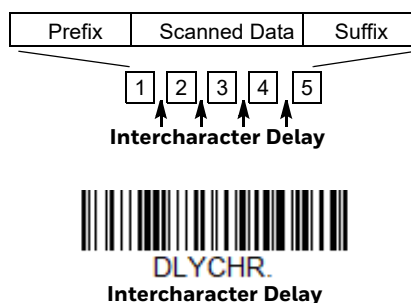 Prefix Scanned Data Suffix
1 2 3 4 5
Intercharacter Delay
DLYCHR.
Intercharacter Delay